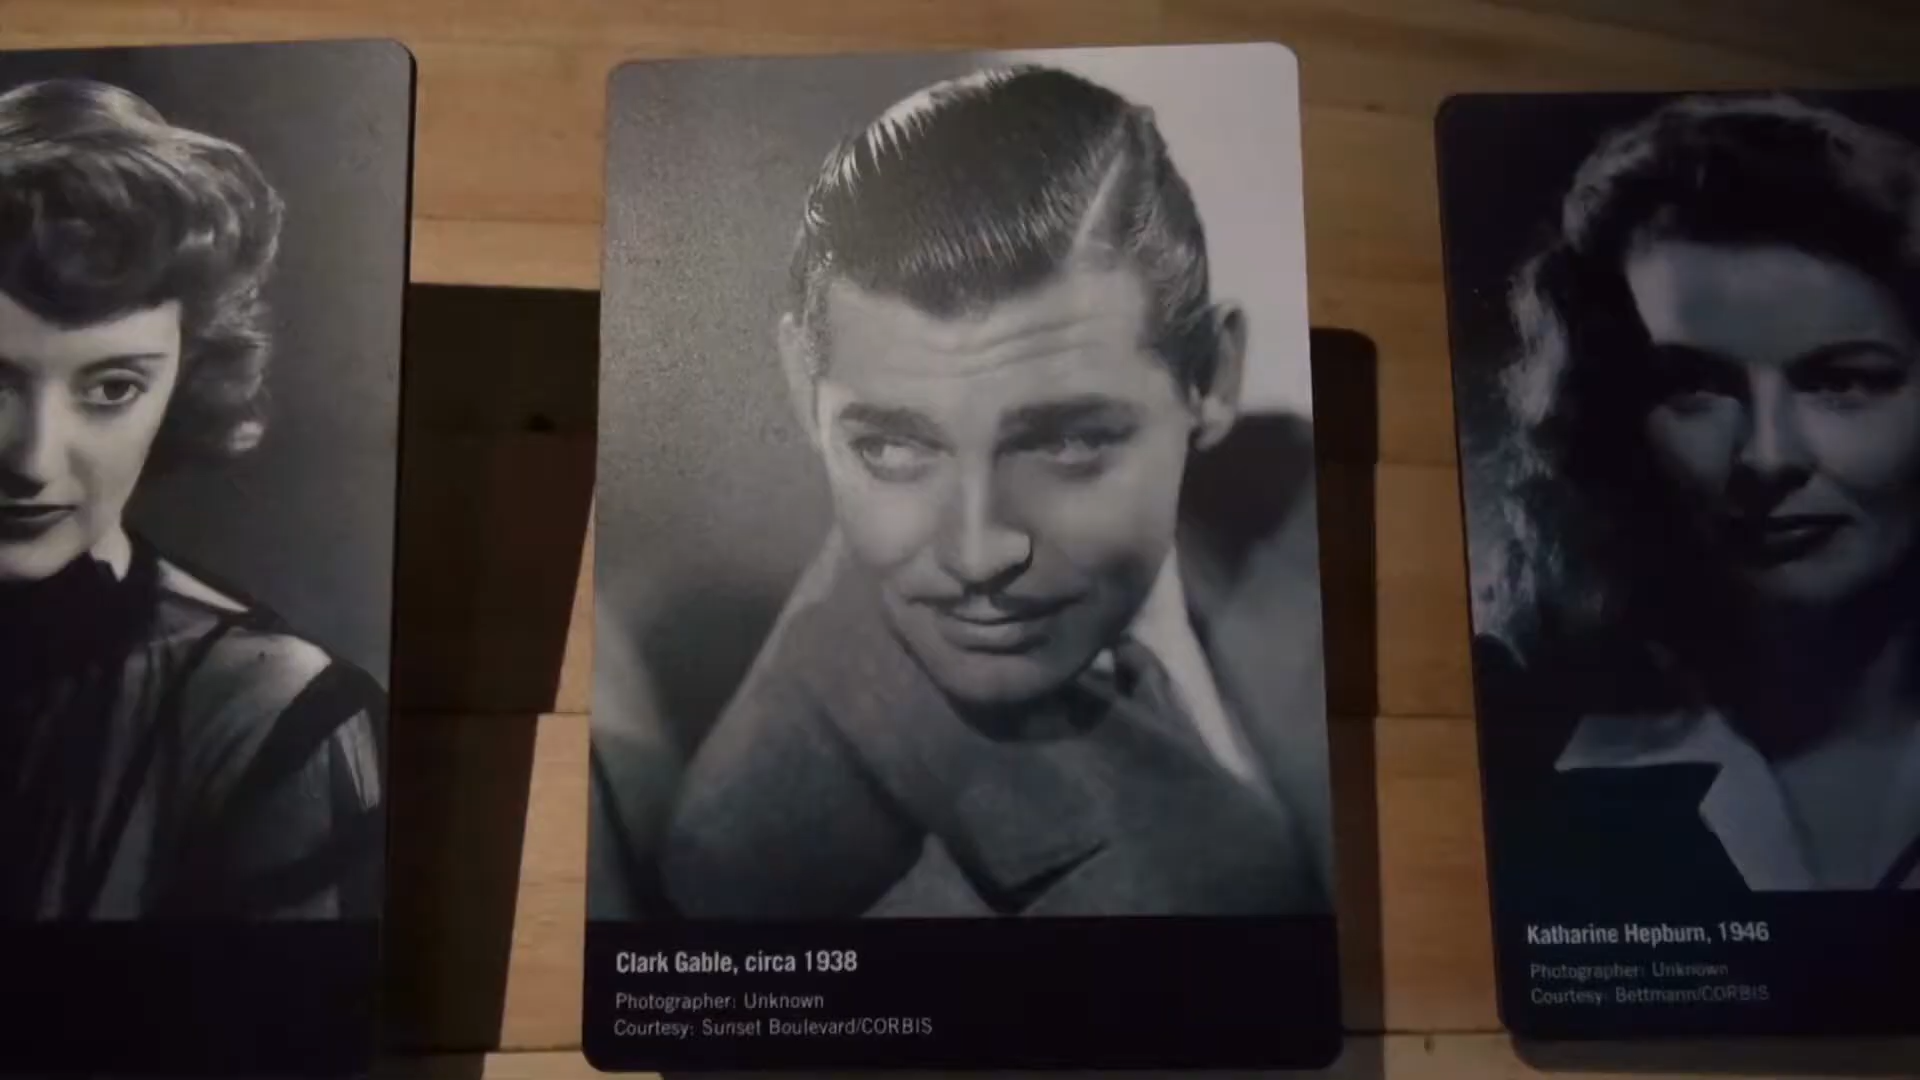 Clark Gable, circa 1938
Photographer: Unknown
Courtesy: Sunset Boulevard/CORBIS
Katharine Hepburn, 1946
Photographer: Unknown
Courtesy: Bettmann/CORBIS